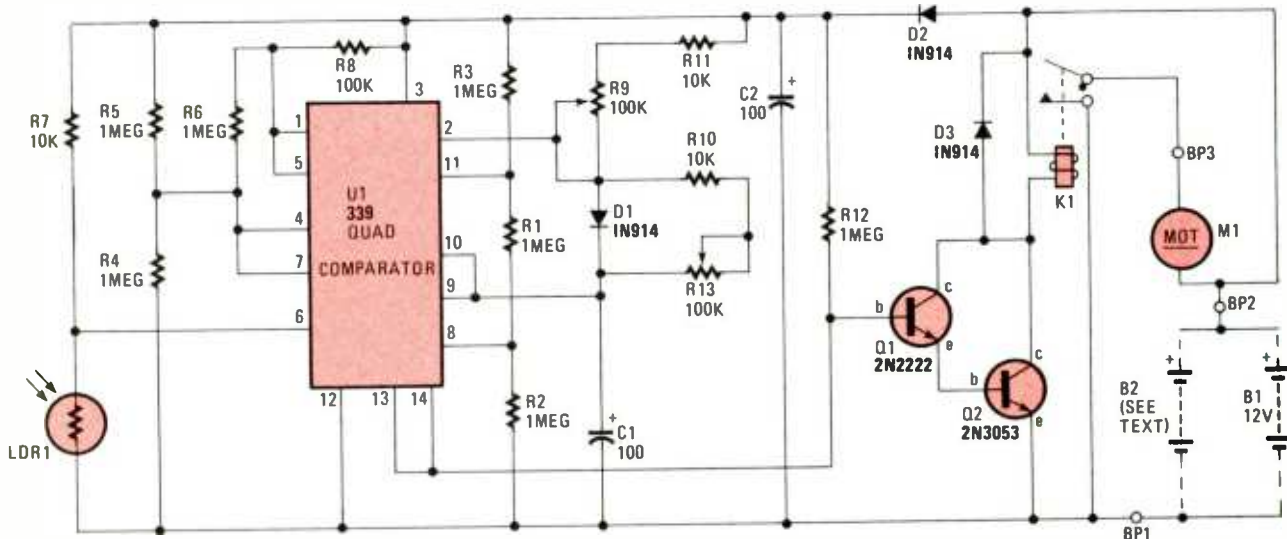 R7
10K
R5
1MEG
R6
1MEG
R8
100K
R4
1MEG
LDR1
U1
339
QUAD
COMPARATOR
1
5
4
7
6
12
13
14
3
2
11
10
9
8
R3
1MEG
R1
1MEG
R2
1MEG
R9
100K
R11
10K
R10
10K
D1
IN914
R13
100K
C1
100
+
C2
100
+
R12
1MEG
D2
IN914
D3
IN914
K1
b
c
e
Q1
2N2222
b
c
e
Q2
2N3053
BP3
MOT
M1
BP2
+
B2
(SEE
TEXT)
+
B1
12V
BP1